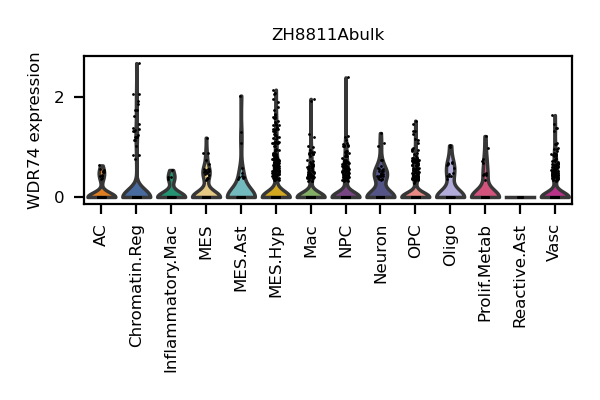 ZH8811Abulk
WDR74 expression
2
0
AC
Chromatin.Reg
Inflammatory.Mac
MES
MES.Ast
MES.Hyp
Mac
NPC
Neuron
OPC
Oligo
Prolif.Metab
Reactive.Ast
Vasc